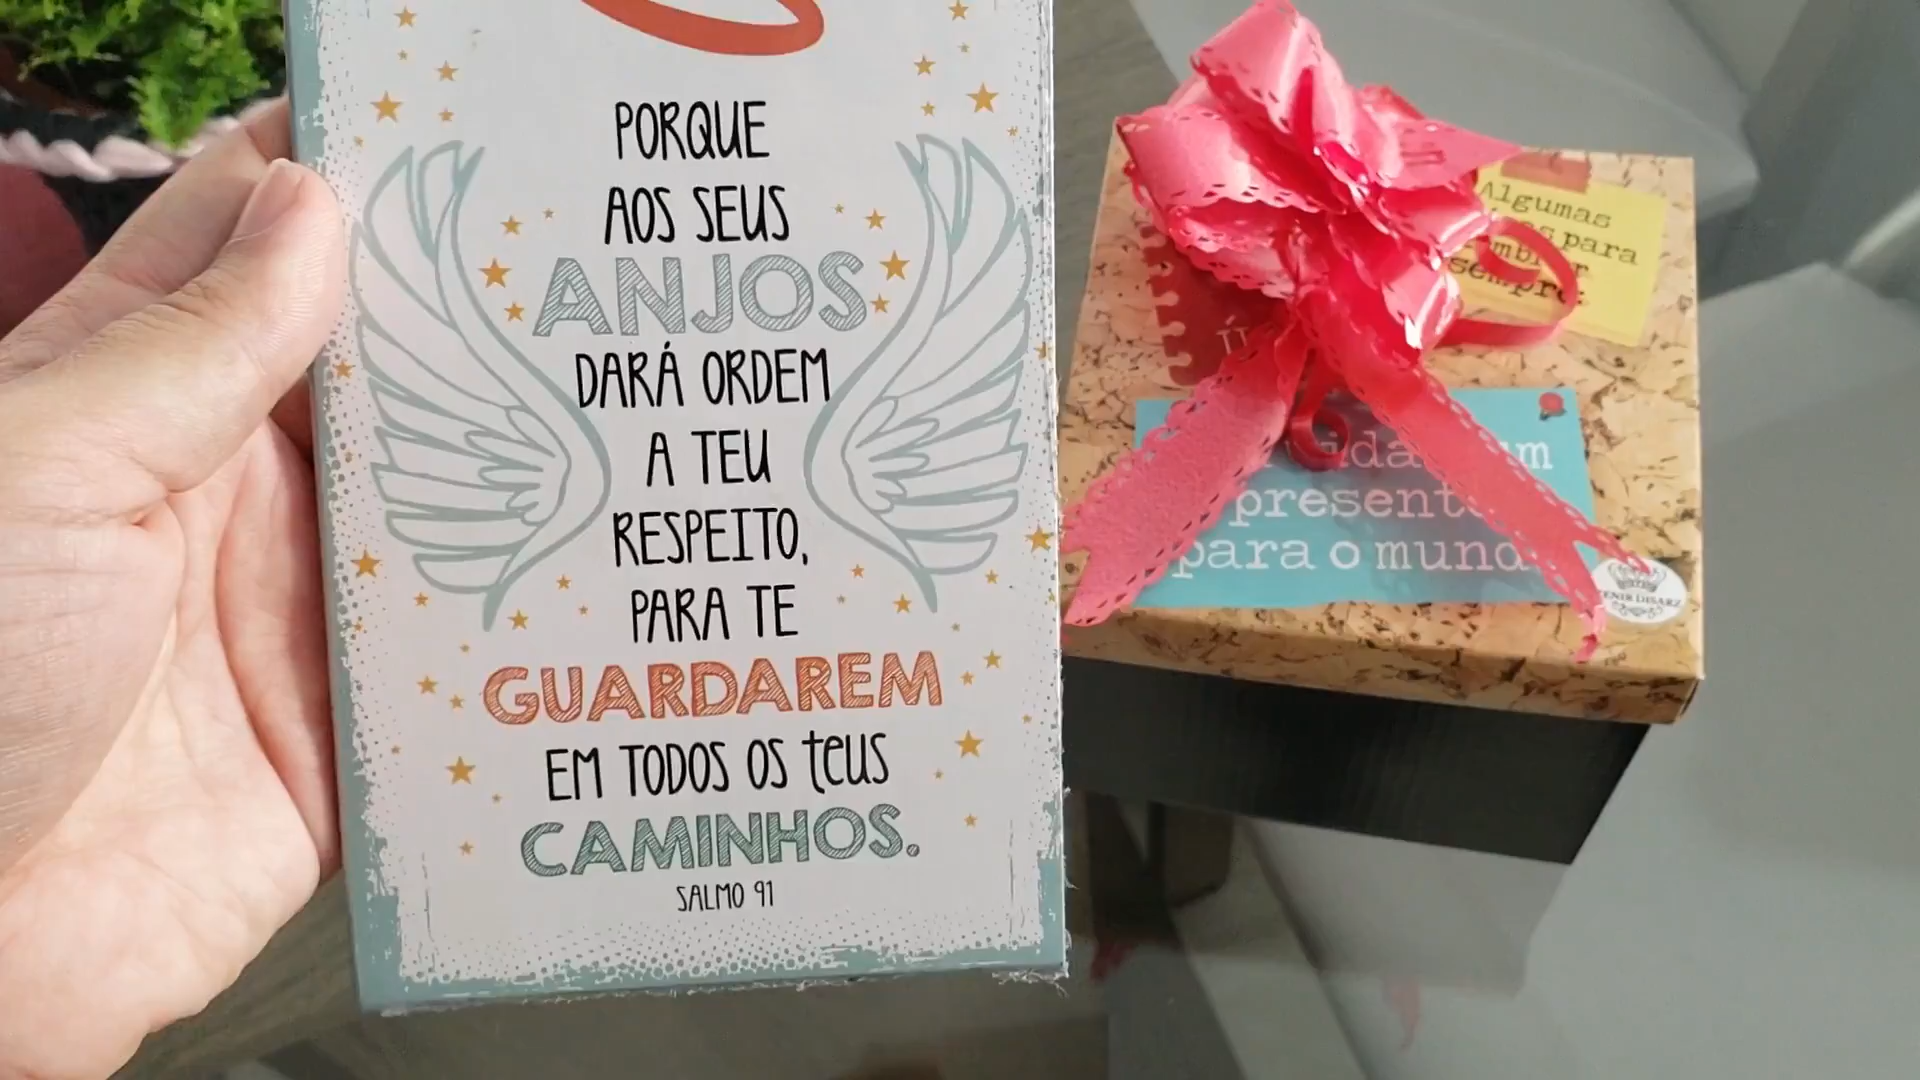 PORQUE
AOS SEUS
ANJOS
DARÁ ORDEM
A TEU
RESPEITO,
PARA TE
GUARDAREM
EM TODOS OS teus
CAMINHOS.
SALMO 91
Algumas
para
sempre.
presente
para o mund